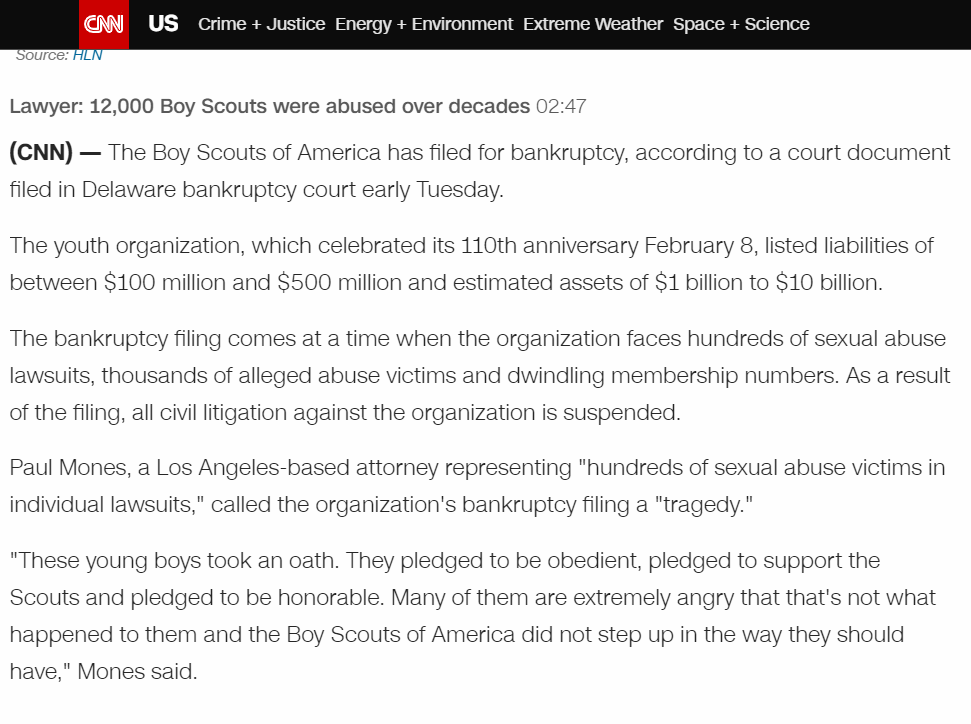 CNN US Crime + Justice Energy + Environment Extreme Weather Space + Science
Source: HLN
Lawyer: 12,000 Boy Scouts were abused over decades 02:47
(CNN) — The Boy Scouts of America has filed for bankruptcy, according to a court document
filed in Delaware bankruptcy court early Tuesday.
The youth organization, which celebrated its 110th anniversary February 8, listed liabilities of
between $100 million and $500 million and estimated assets of $1 billion to $10 billion.
The bankruptcy filing comes at a time when the organization faces hundreds of sexual abuse
lawsuits, thousands of alleged abuse victims and dwindling membership numbers. As a result
of the filing, all civil litigation against the organization is suspended.
Paul Mones, a Los Angeles-based attorney representing "hundreds of sexual abuse victims in
individual lawsuits," called the organization's bankruptcy filing a "tragedy."
"These young boys took an oath. They pledged to be obedient, pledged to support the
Scouts and pledged to be honorable. Many of them are extremely angry that that's not what
happened to them and the Boy Scouts of America did not step up in the way they should
have," Mones said.